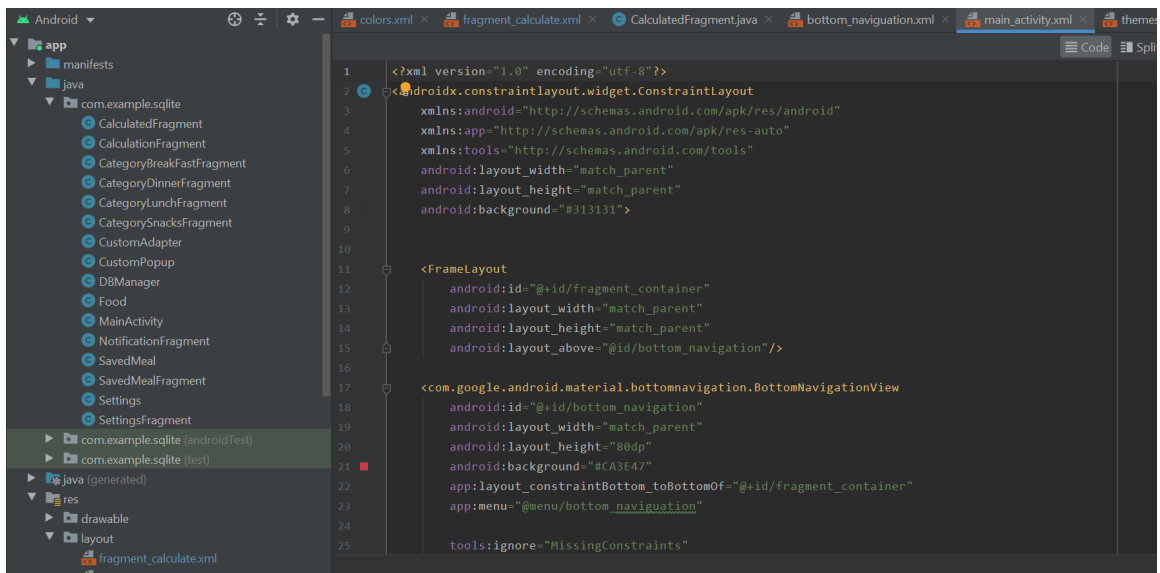 Android
colors.xml
fragment_calculate.xml
CalculatedFragment.java
bottom_naviguation.xml
main_activity.xml
themes
Code
Spli
app
manifests
java
com.example.sqlite
CalculatedFragment
CalculationFragment
CategoryBreakFastFragment
CategoryDinnerFragment
CategoryLunchFragment
CategorySnacksFragment
CustomAdapter
CustomPopup
DBManager
Food
MainActivity
NotificationFragment
SavedMeal
SavedMealFragment
Settings
SettingsFragment
com.example.sqlite (androidTest)
com.example.sqlite (test)
java (generated)
res
drawable
layout
fragment_calculate.xml
1 <?xml version="1.0" encoding="utf-8"?>
2 <androidx.constraintlayout.widget.ConstraintLayout
3 xmlns:android="http://schemas.android.com/apk/res/android"
4 xmlns:app="http://schemas.android.com/apk/res-auto"
5 xmlns:tools="http://schemas.android.com/tools"
6 android:layout_width="match_parent"
7 android:layout_height="match_parent"
8 android:background="#313131">
9
10
11 <FrameLayout
12 android:id="@+id/fragment_container"
13 android:layout_width="match_parent"
14 android:layout_height="match_parent"
15 android:layout_above="@id/bottom_navigation"/>
16
17 <com.google.android.material.bottomnavigation.BottomNavigationView
18 android:id="@+id/bottom_navigation"
19 android:layout_width="match_parent"
20 android:layout_height="80dp"
21 android:background="#CA3E47"
22 app:layout_constraintBottom_toBottomOf="@+id/fragment_container"
23 app:menu="@menu/bottom_naviguation"
24
25 tools:ignore="MissingConstraints"